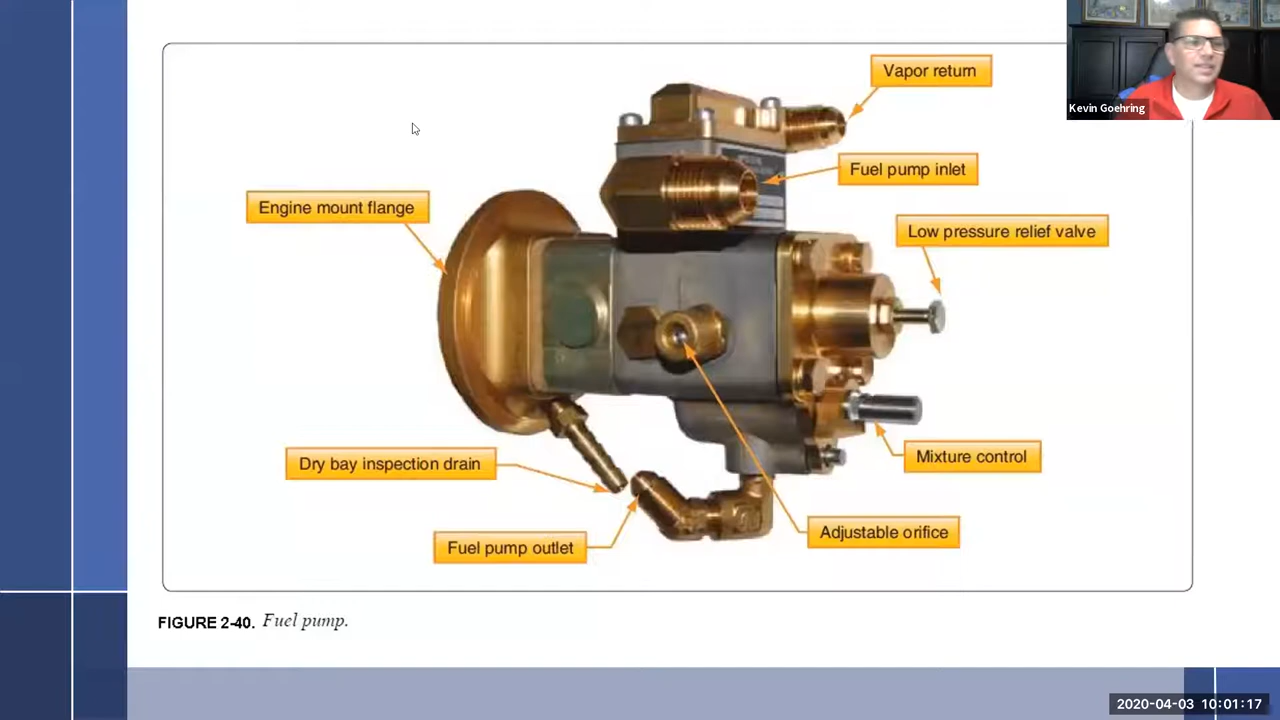 Vapor return
Kevin Goehring
Fuel pump inlet
Engine mount flange
Low pressure relief valve
Dry bay inspection drain
Mixture control
Adjustable orifice
Fuel pump outlet
FIGURE 2-40. Fuel pump.
2020-04-03 10:01:17